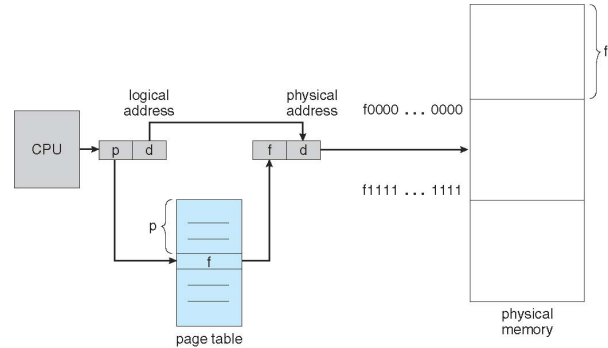 logical
address
physical
address
f0000 ... 0000
f
CPU
p
d
f
d
f1111 ... 1111
p
f
page table
physical
memory